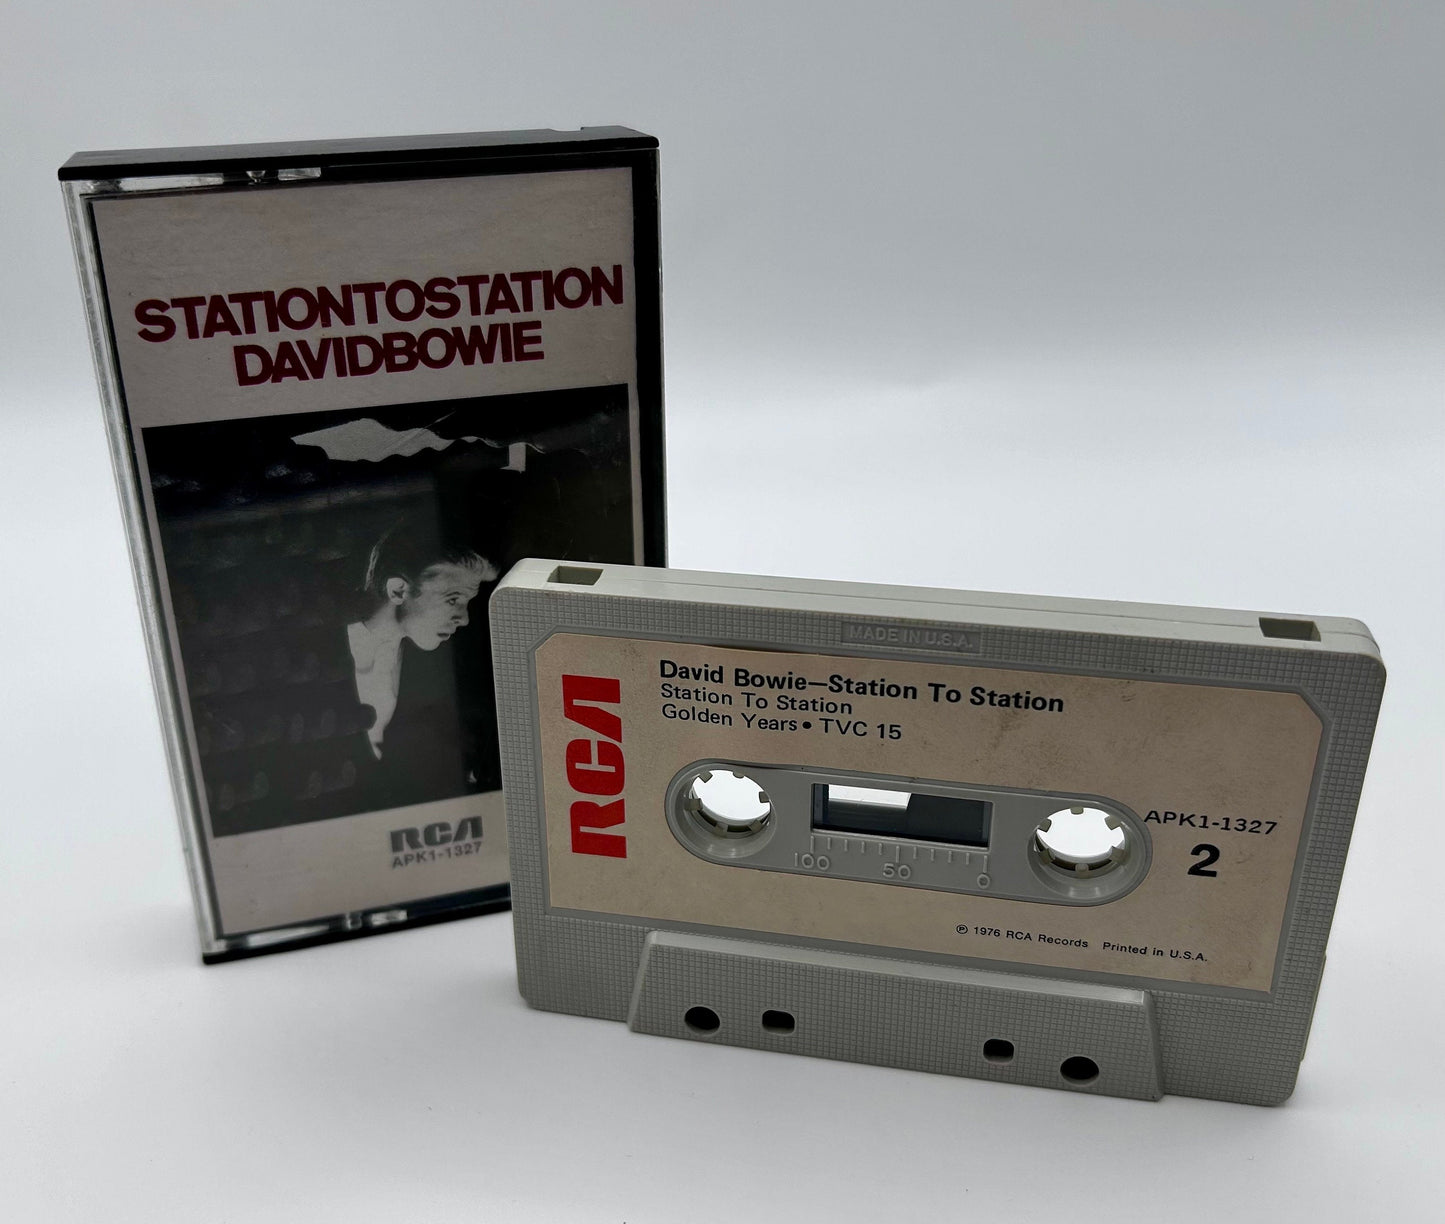 STATIONTOSTATION
DAVIDBOWIE
RCA
APK1-1327
MADE IN U.S.A.
RCA
David Bowie—Station To Station
Station To Station
Golden Years • TVC 15
100 50 0
APK1-1327
2
℗ 1976 RCA Records Printed in U.S.A.